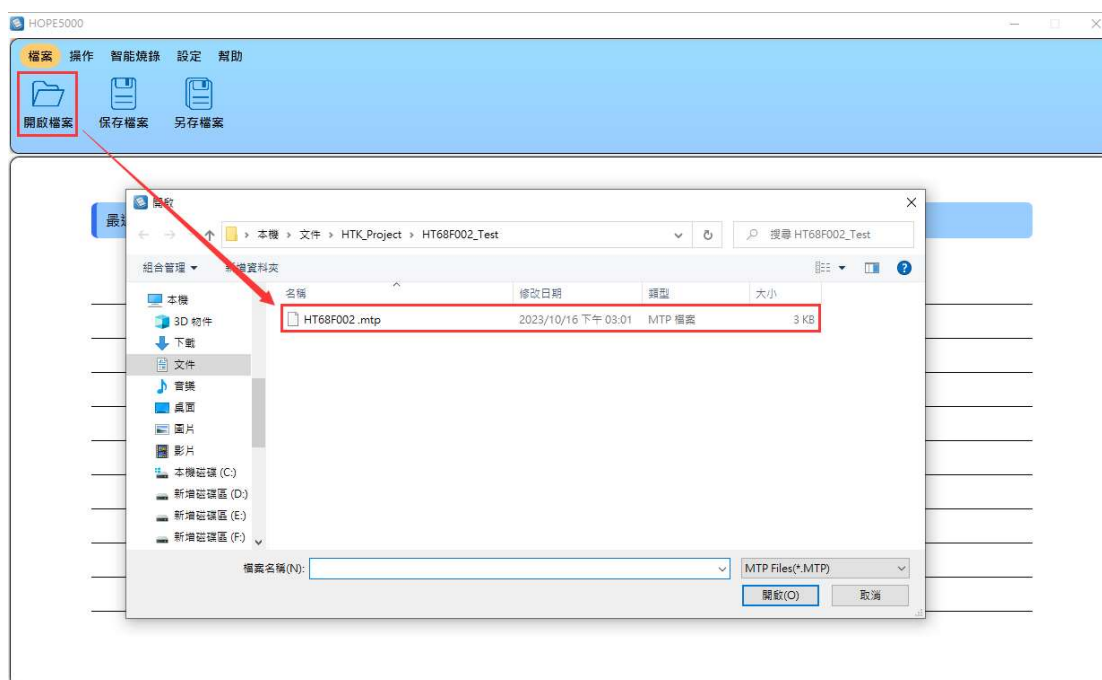 HOPE5000
檔案 操作 智能燒錄 設定 幫助
開啟檔案 保存檔案 另存檔案
開啟
本機 › 文件 › HTK_Project › HT68F002_Test 搜尋 HT68F002_Test
組合管理 新增資料夾
名稱 修改日期 類型 大小
HT68F002 .mtp 2023/10/16 下午 03:01 MTP 檔案 3 KB
本機
3D 物件
下載
文件
音樂
桌面
圖片
影片
本機磁碟 (C:)
新增磁碟區 (D:)
新增磁碟區 (E:)
新增磁碟區 (F:)
檔案名稱(N): MTP Files(*.MTP)
開啟(O) 取消